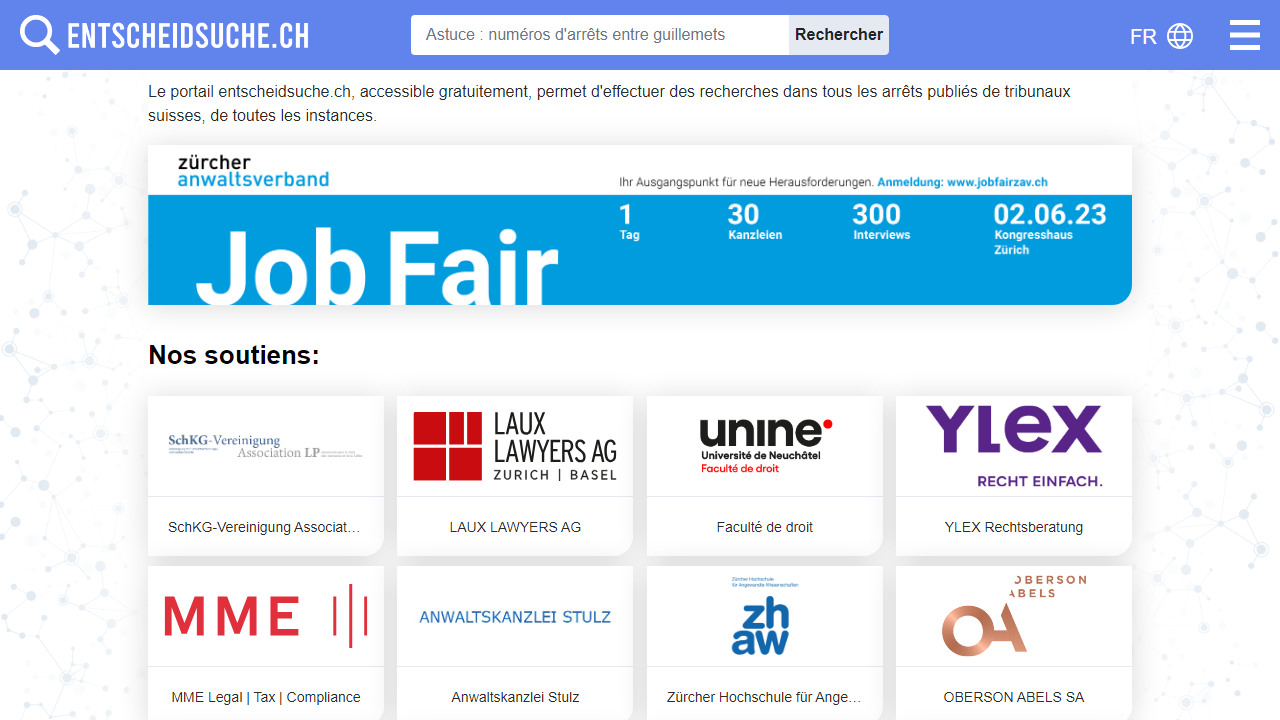 ENTSCHEIDSUCHE.CH
Astuce : numéros d'arrêts entre guillemets
Rechercher
FR
Le portail entscheidsuche.ch, accessible gratuitement, permet d'effectuer des recherches dans tous les arrêts publiés de tribunaux
suisses, de toutes les instances.
zürcher
anwaltsverband
Ihr Ausgangspunkt für neue Herausforderungen. Anmeldung: www.jobfairzav.ch
Job Fair
1
Tag
30
Kanzleien
300
Interviews
02.06.23
Kongresshaus
Zürich
Nos soutiens:
SchKG-Vereinigung
Association LP
SchKG-Vereinigung Associat…
LAUX
LAWYERS AG
ZURICH | BASEL
LAUX LAWYERS AG
unine
Université de Neuchâtel
Faculté de droit
Faculté de droit
YLEX
RECHT EINFACH.
YLEX Rechtsberatung
MME
MME Legal | Tax | Compliance
ANWALTSKANZLEI STULZ
Anwaltskanzlei Stulz
Zürcher Hochschule
für Angewandte Wissenschaften
zh
aw
Zürcher Hochschule für Ange…
OBERSON
ABELS
OA
OBERSON ABELS SA